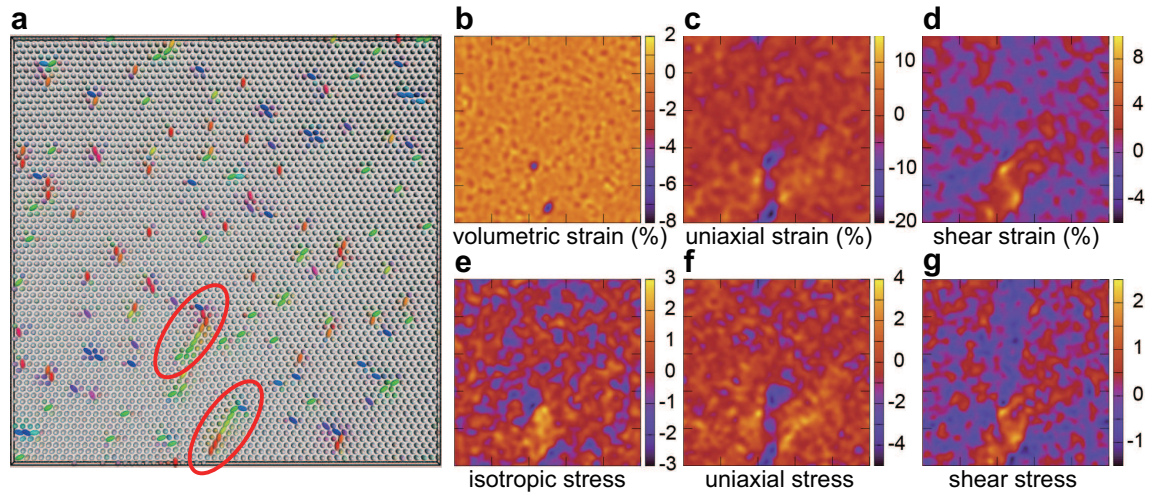 a
b
c
d
2
0
-2
-4
-6
-8
10
0
-10
-20
8
4
0
-4
volumetric strain (%)
uniaxial strain (%)
shear strain (%)
e
f
g
3
2
1
0
-1
-2
-3
4
2
0
-2
-4
2
1
0
-1
isotropic stress
uniaxial stress
shear stress